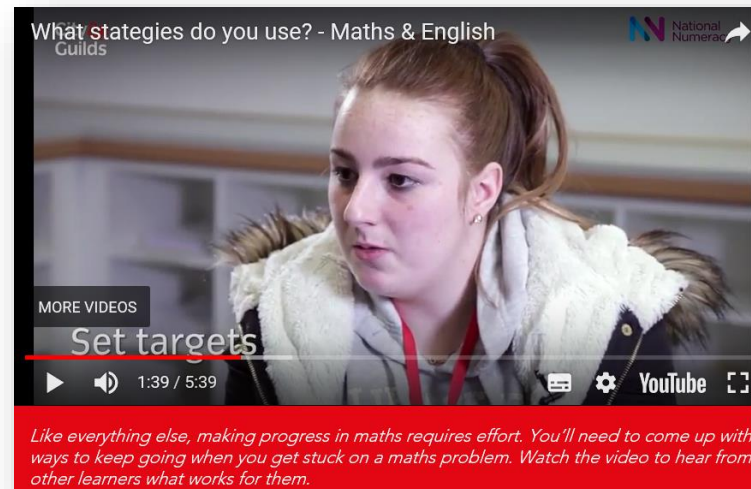 What stategies do you use? - Maths & English
City&
Guilds
National
Numeracy
MORE VIDEOS
Set targets
1:39 / 5:39
YouTube
Like everything else, making progress in maths requires effort. You'll need to come up with
ways to keep going when you get stuck on a maths problem. Watch the video to hear from
other learners what works for them.